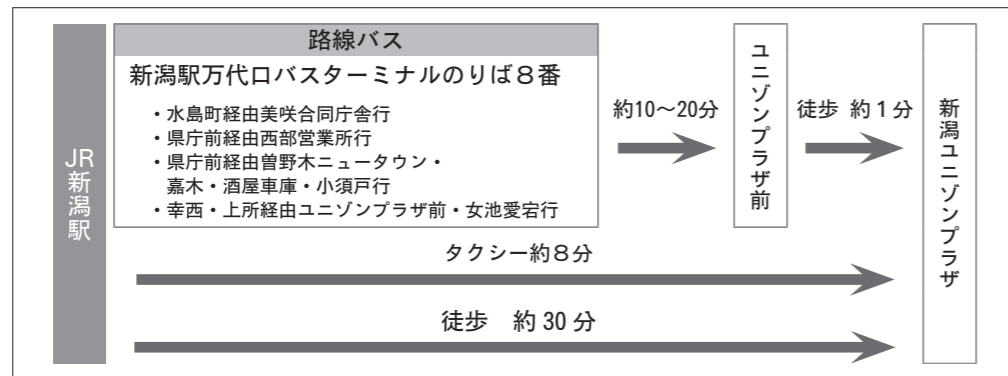 JR新潟駅
路線バス
新潟駅万代口バスターミナルのりば８番
・水島町経由美咲合同庁舎行
・県庁前経由西部営業所行
・県庁前経由曽野木ニュータウン・
嘉木・酒屋車庫・小須戸行
・幸西・上所経由ユニゾンプラザ前・女池愛宕行
約10～20分
ユニゾンプラザ前
徒歩 約１分
新潟ユニゾンプラザ
タクシー約８分
徒歩　約 30 分